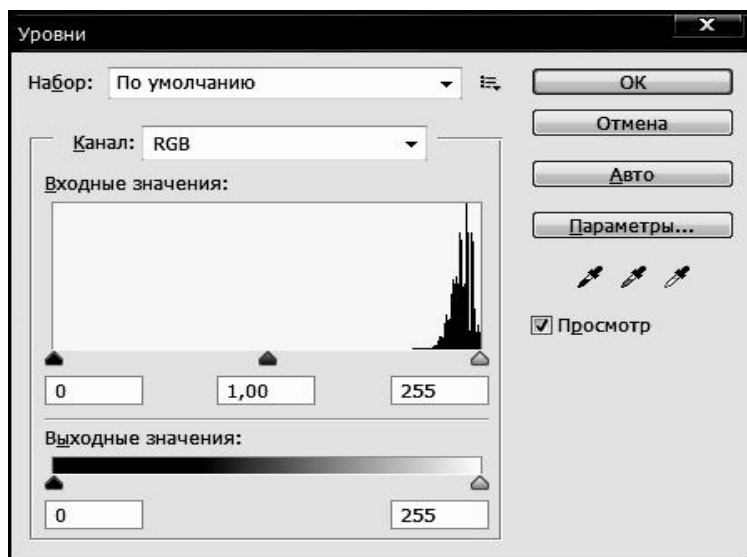 Уровни
Набор: По умолчанию
OK
Отмена
Канал: RGB
Авто
Входные значения:
Параметры...
Просмотр
0 1,00 255
Выходные значения:
0 255